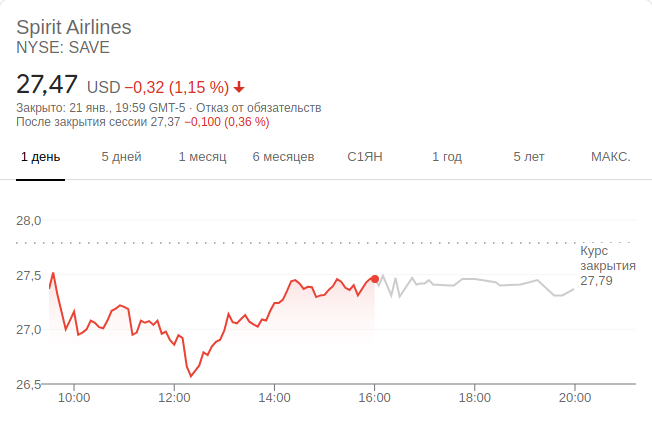 Spirit Airlines
NYSE: SAVE
27,47 USD −0,32 (1,15 %)
Закрыто: 21 янв., 19:59 GMT-5 · Отказ от обязательств
После закрытия сессии 27,37 −0,100 (0,36 %)
1 день 5 дней 1 месяц 6 месяцев С1ЯН 1 год 5 лет МАКС.
28,0
Курс
закрытия
27,79
27,5
27,0
26,5
10:00 12:00 14:00 16:00 18:00 20:00